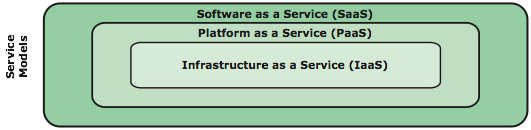 Service
Models
Software as a Service (SaaS)
Platform as a Service (PaaS)
Infrastructure as a Service (IaaS)